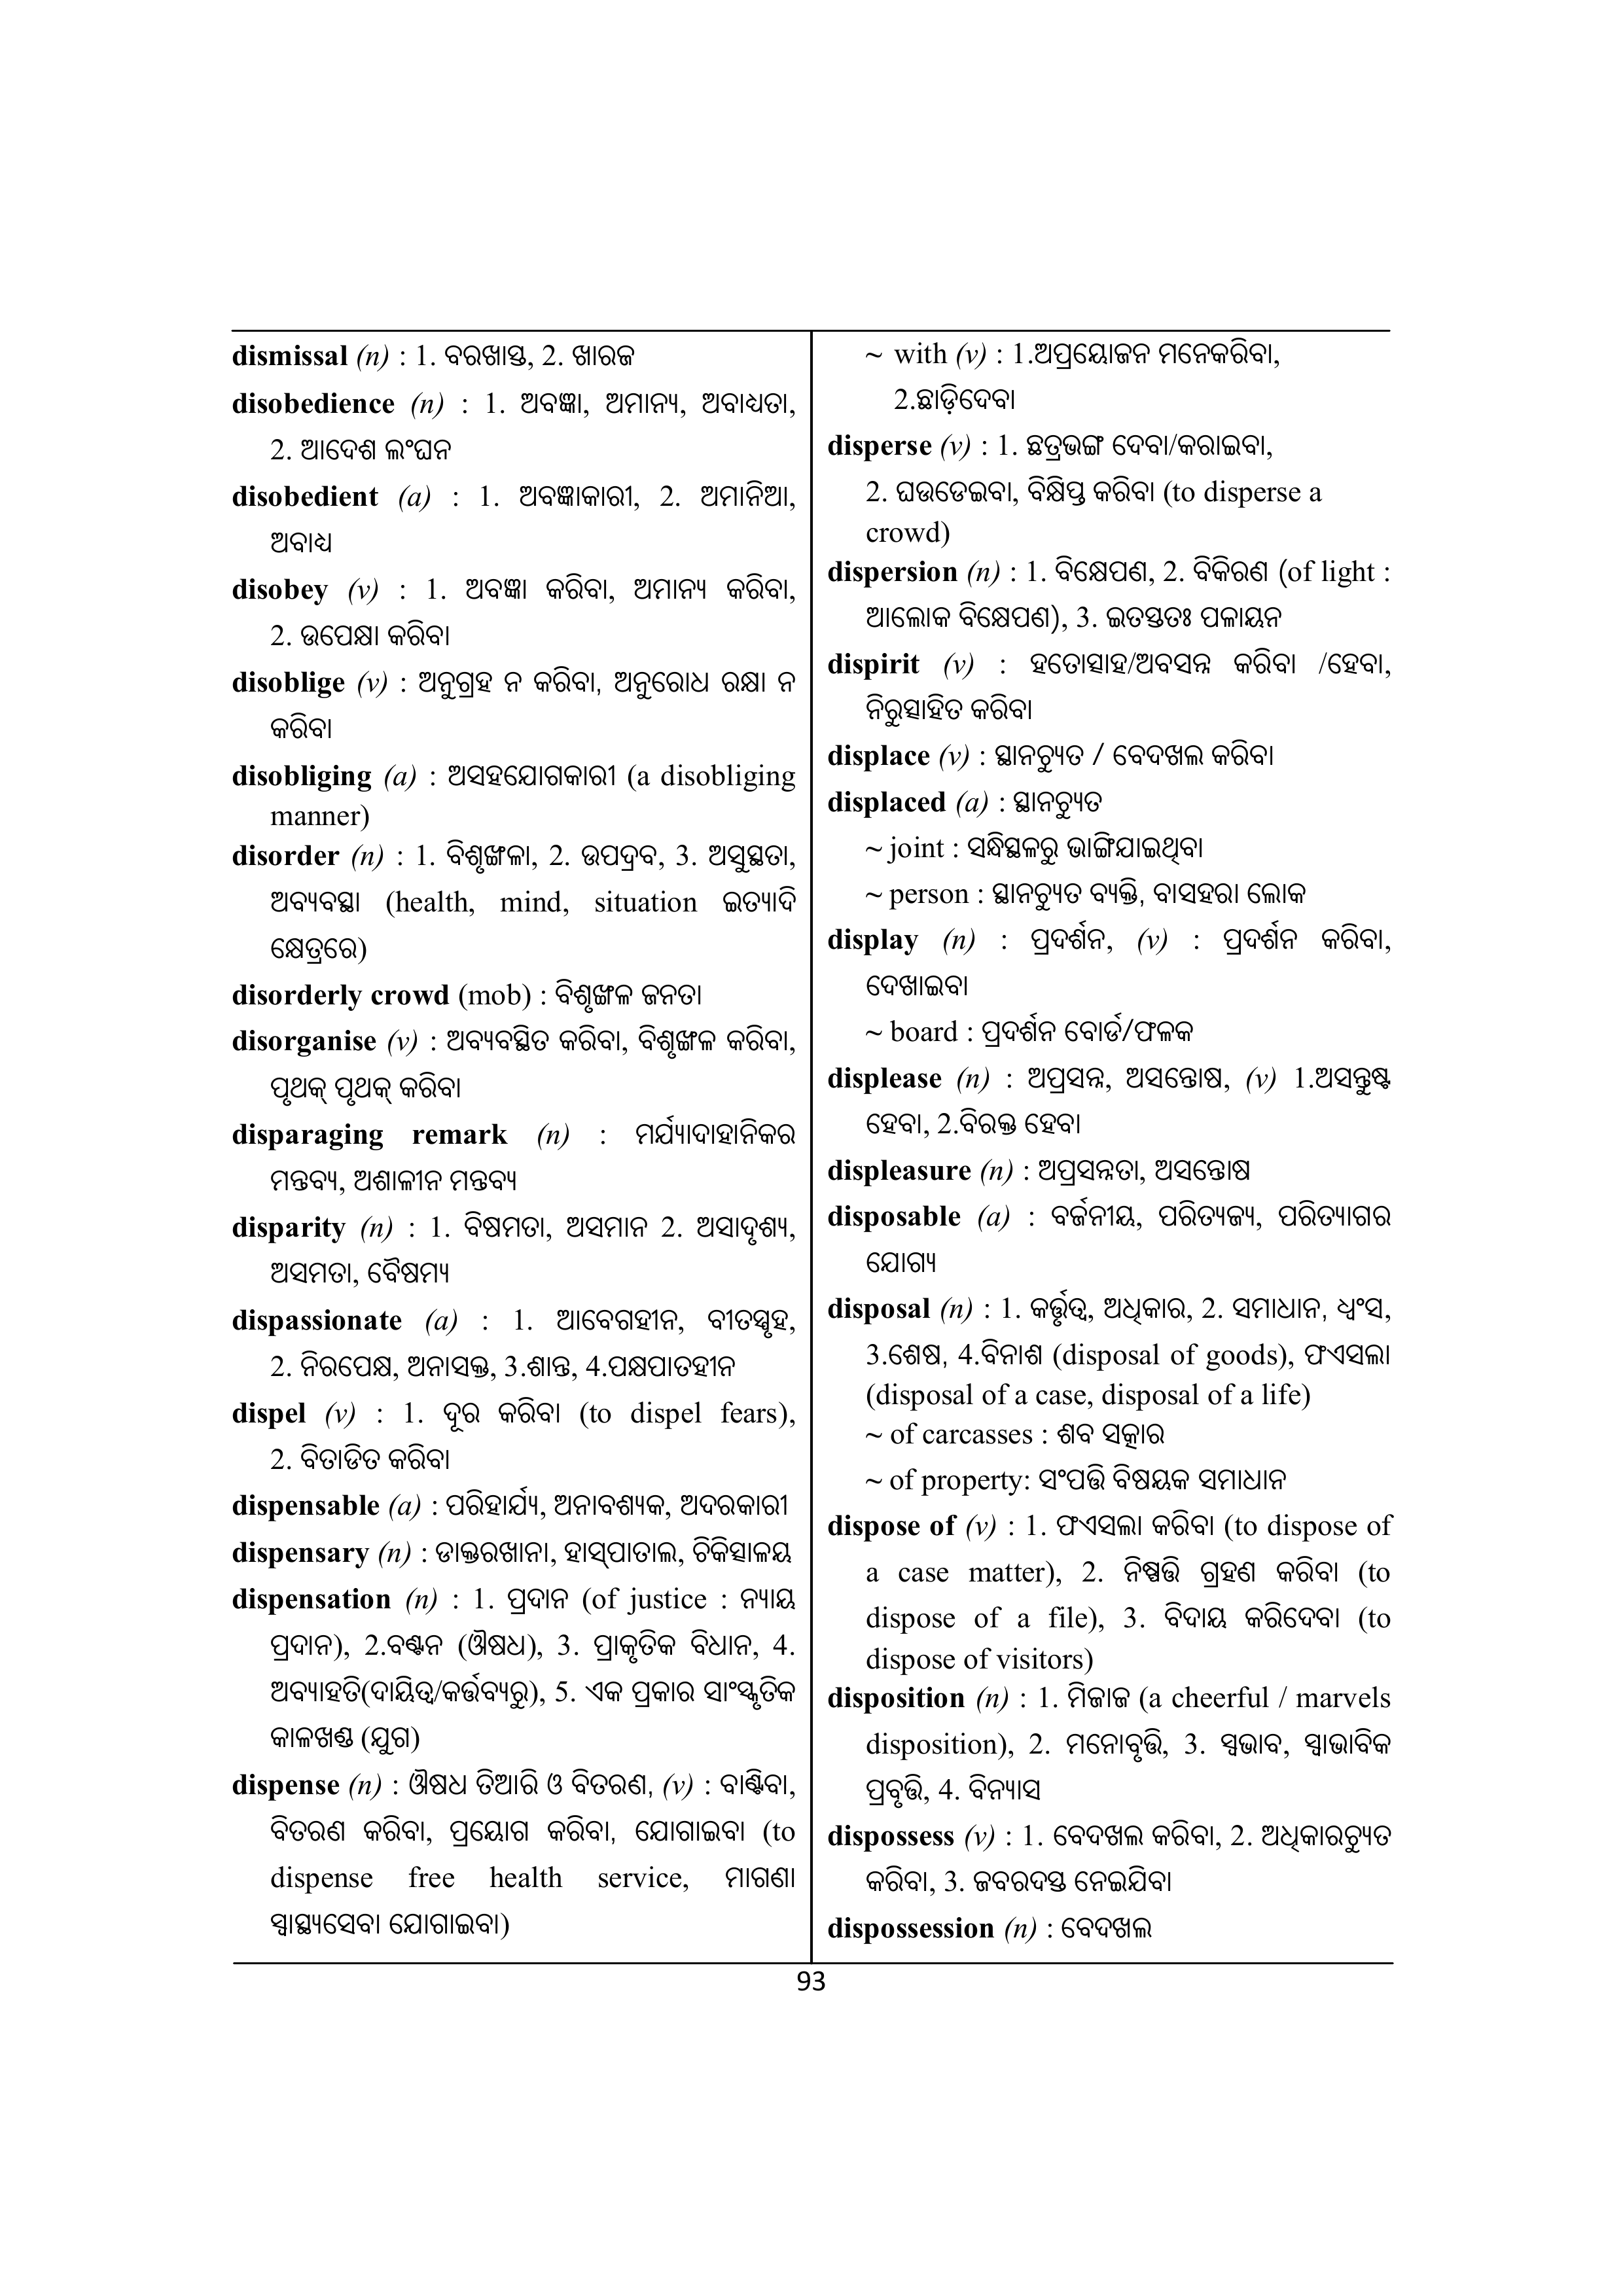 dismissal (n) : 1. ବରଖାସ୍ତ, 2. ଖାରଜ
disobedience (n) : 1. ଅବଜ୍ଞା, ଅମାନ୍ୟ, ଅବାଧତା,
2. ଆଦେଶ ଲଂଘନ
disobedient (a) : 1. ଅବଜ୍ଞାକାରୀ, 2. ଅମାନିଆ,
ଅବାଧ
disobey (v) : 1. ଅବଜ୍ଞା କରିବା, ଅମାନ୍ୟ କରିବା,
2. ଉପେକ୍ଷା କରିବା
disoblige (v) : ଅନୁଗ୍ରହ ନ କରିବା, ଅନୁରୋଧ ରକ୍ଷା ନ
କରିବା
disobliging (a) : ଅସହଯୋଗକାରୀ (a disobliging
manner)
disorder (n) : 1. ବିଶୃଙ୍ଖଳା, 2. ଉପଦ୍ରବ, 3. ଅସୁସ୍ଥତା,
ଅବ୍ୟବସ୍ଥା (health, mind, situation ଇତ୍ୟାଦି
କ୍ଷେତ୍ରରେ)
disorderly crowd (mob) : ବିଶୃଙ୍ଖଳ ଜନତା
disorganise (v) : ଅବ୍ୟବସ୍ଥିତ କରିବା, ବିଶୃଙ୍ଖଳ କରିବା,
ପୃଥକ୍ ପୃଥକ୍ କରିବା
disparaging remark (n) : ମର୍ଯ୍ୟାଦାହାନିକର
ମନ୍ତବ୍ୟ, ଅଶାଳୀନ ମନ୍ତବ୍ୟ
disparity (n) : 1. ବିଷମତା, ଅସମାନ 2. ଅସାଦୃଶ୍ୟ,
ଅସମତା, ବୈଷମ୍ୟ
dispassionate (a) : 1. ଆବେଗହୀନ, ବୀତସ୍ପୃହ,
2. ନିରପେକ୍ଷ, ଅନାସକ୍ତ, 3.ଶାନ୍ତ, 4.ପକ୍ଷପାତହୀନ
dispel (v) : 1. ଦୂର କରିବା (to dispel fears),
2. ବିତାଡିତ କରିବା
dispensable (a) : ପରିହାର୍ଯ୍ୟ, ଅନାବଶ୍ୟକ, ଅଦରକାରୀ
dispensary (n) : ଡାକ୍ତରଖାନା, ହାସ୍‌ପାତାଲ, ଚିକିତ୍ସାଳୟ
dispensation (n) : 1. ପ୍ରଦାନ (of justice : ନ୍ୟାୟ
ପ୍ରଦାନ), 2.ବଣ୍ଟନ (ଔଷଧ), 3. ପ୍ରାକୃତିକ ବିଧାନ, 4.
ଅବ୍ୟାହତି(ଦାୟିତ୍ଵ/କର୍ତ୍ତବ୍ୟରୁ), 5. ଏକ ପ୍ରକାର ସାଂସ୍କୃତିକ
କାଳଖଣ୍ଡ (ଯୁଗ)
dispense (n) : ଔଷଧ ତିଆରି ଓ ବିତରଣ, (v) : ବାଣ୍ଟିବା,
ବିତରଣ କରିବା, ପ୍ରୟୋଗ କରିବା, ଯୋଗାଇବା (to
dispense free health service, ମାଗଣା
ସ୍ଵାସ୍ଥ୍ୟସେବା ଯୋଗାଇବା)
~ with (v) : 1.ଅପ୍ରୟୋଜନ ମନେକରିବା,
2.ଛାଡ଼ିଦେବା
disperse (v) : 1. ଛତ୍ରଭଙ୍ଗ ଦେବା/କରାଇବା,
2. ଘଉଡେଇବା, ବିକ୍ଷିପ୍ତ କରିବା (to disperse a
crowd)
dispersion (n) : 1. ବିକ୍ଷେପଣ, 2. ବିକିରଣ (of light :
ଆଲୋକ ବିକ୍ଷେପଣ), 3. ଇତସ୍ତତଃ ପଳାୟନ
dispirit (v) : ହତୋତ୍ସାହ/ଅବସନ୍ନ କରିବା /ହେବା,
ନିରୁତ୍ସାହିତ କରିବା
displace (v) : ସ୍ଥାନଚ୍ୟୁତ / ବେଦଖଲ କରିବା
displaced (a) : ସ୍ଥାନଚ୍ୟୁତ
~ joint : ସନ୍ଧିସ୍ଥଳରୁ ଭାଙ୍ଗିଯାଇଥିବା
~ person : ସ୍ଥାନଚ୍ୟୁତ ବ୍ୟକ୍ତି, ବାସହରା ଲୋକ
display (n) : ପ୍ରଦର୍ଶନ, (v) : ପ୍ରଦର୍ଶନ କରିବା,
ଦେଖାଇବା
~ board : ପ୍ରଦର୍ଶନ ବୋର୍ଡ/ଫଳକ
displease (n) : ଅପ୍ରସନ୍ନ, ଅସନ୍ତୋଷ, (v) 1.ଅସନ୍ତୁଷ୍ଟ
ହେବା, 2.ବିରକ୍ତ ହେବା
displeasure (n) : ଅପ୍ରସନ୍ନତା, ଅସନ୍ତୋଷ
disposable (a) : ବର୍ଜନୀୟ, ପରିତ୍ୟଜ୍ୟ, ପରିତ୍ୟାଗର
ଯୋଗ୍ୟ
disposal (n) : 1. କର୍ତ୍ତୃତ୍ଵ, ଅଧିକାର, 2. ସମାଧାନ, ଧ୍ଵଂସ,
3.ଶେଷ, 4.ବିନାଶ (disposal of goods), ଫଏସଲା
(disposal of a case, disposal of a life)
~ of carcasses : ଶବ ସତ୍କାର
~ of property: ସଂପତ୍ତି ବିଷୟକ ସମାଧାନ
dispose of (v) : 1. ଫଏସଲା କରିବା (to dispose of
a case matter), 2. ନିଷ୍ପତ୍ତି ଗ୍ରହଣ କରିବା (to
dispose of a file), 3. ବିଦାୟ କରିଦେବା (to
dispose of visitors)
disposition (n) : 1. ମିଜାଜ (a cheerful / marvels
disposition), 2. ମନୋବୃତ୍ତି, 3. ସ୍ଵଭାବ, ସ୍ଵାଭାବିକ
ପ୍ରବୃତ୍ତି, 4. ବିନ୍ୟାସ
dispossess (v) : 1. ବେଦଖଲ କରିବା, 2. ଅଧିକାରଚ୍ୟୁତ
କରିବା, 3. ଜବରଦସ୍ତ ନେଇଯିବା
dispossession (n) : ବେଦଖଲ
93